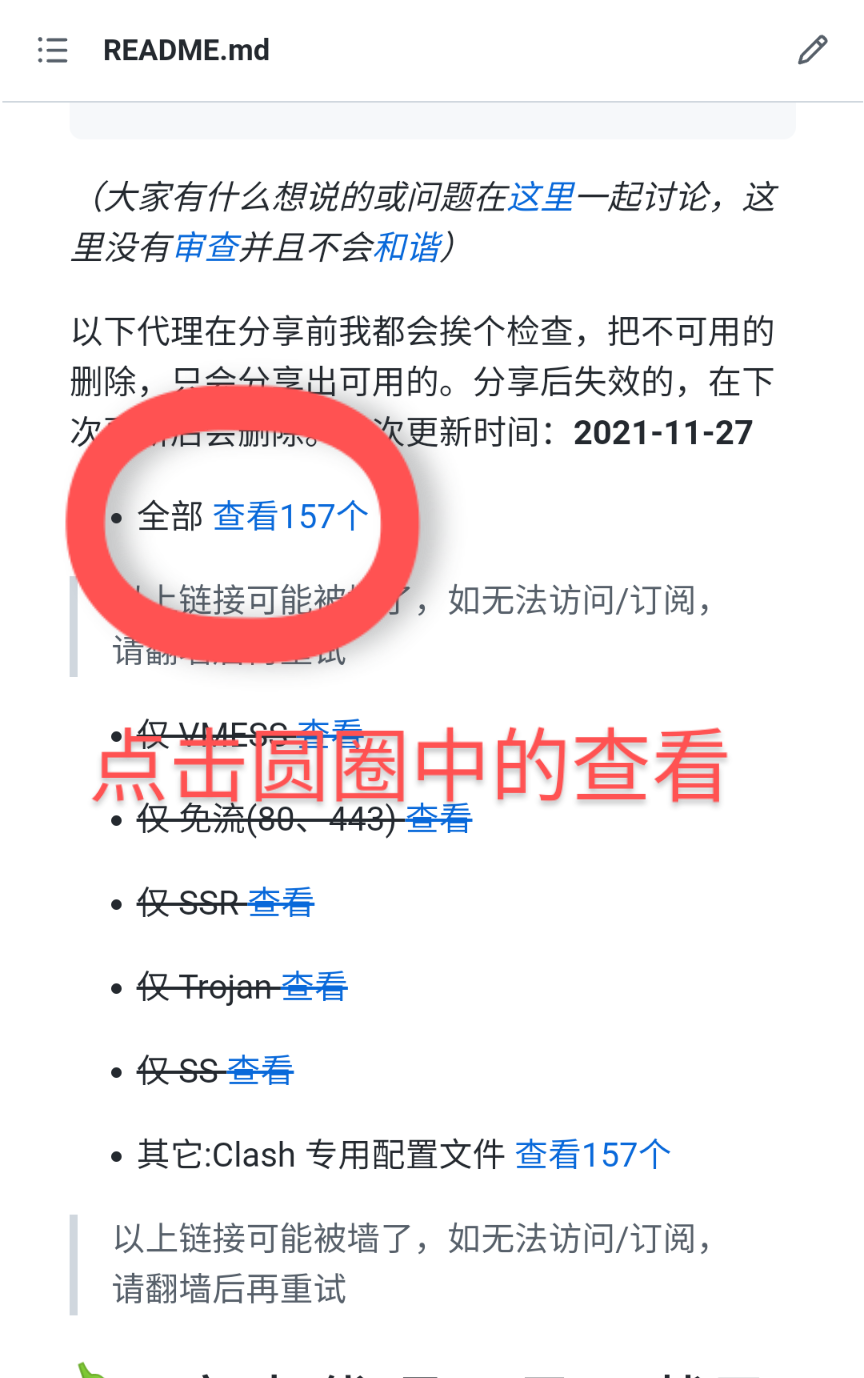 README.md
（大家有什么想说的或问题在这里一起讨论，这
里没有审查并且不会和谐）
以下代理在分享前我都会挨个检查，把不可用的
删除，只会分享出可用的。分享后失效的，在下
次更新后会删除。 次更新时间：2021-11-27
全部 查看157个
以上链接可能被墙了，如无法访问/订阅，
请翻墙后再重试
仅 VMESS 查看
点击圆圈中的查看
仅 免流(80、443) 查看
仅 SSR 查看
仅 Trojan 查看
仅 SS 查看
其它:Clash 专用配置文件 查看157个
以上链接可能被墙了，如无法访问/订阅，
请翻墙后再重试